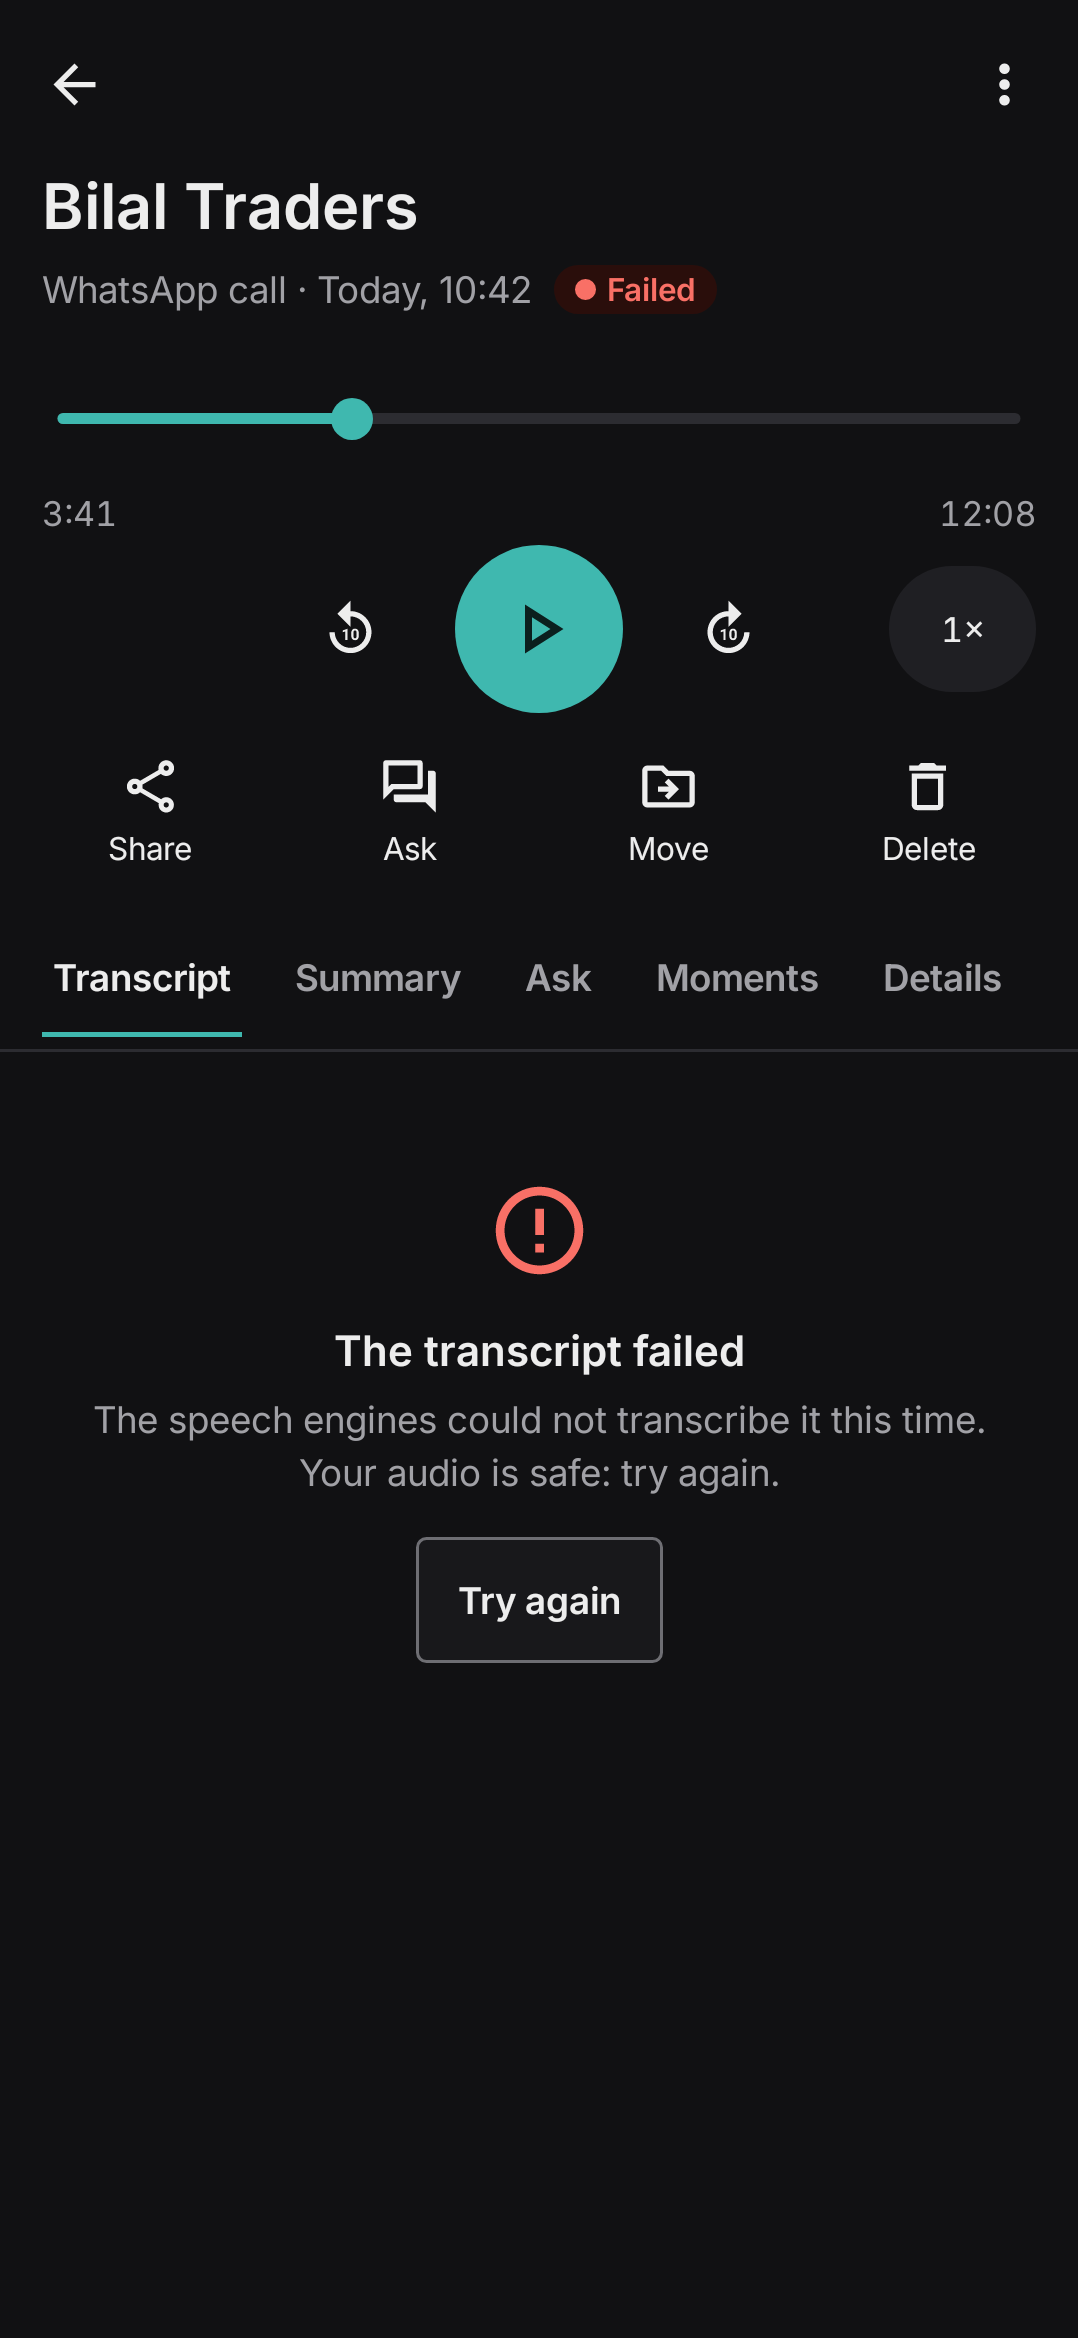 Bilal Traders
WhatsApp call · Today, 10:42 Failed
3:41 12:08
10 10 1×
Share Ask Move Delete
Transcript Summary Ask Moments Details
The transcript failed
The speech engines could not transcribe it this time.
Your audio is safe: try again.
Try again